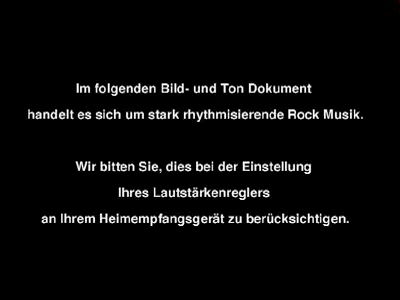 Im folgenden Bild- und Ton Dokument
handelt es sich um stark rhythmisierende Rock Musik.
Wir bitten Sie, dies bei der Einstellung
Ihres Lautstärkenreglers
an Ihrem Heimempfangsgerät zu berücksichtigen.